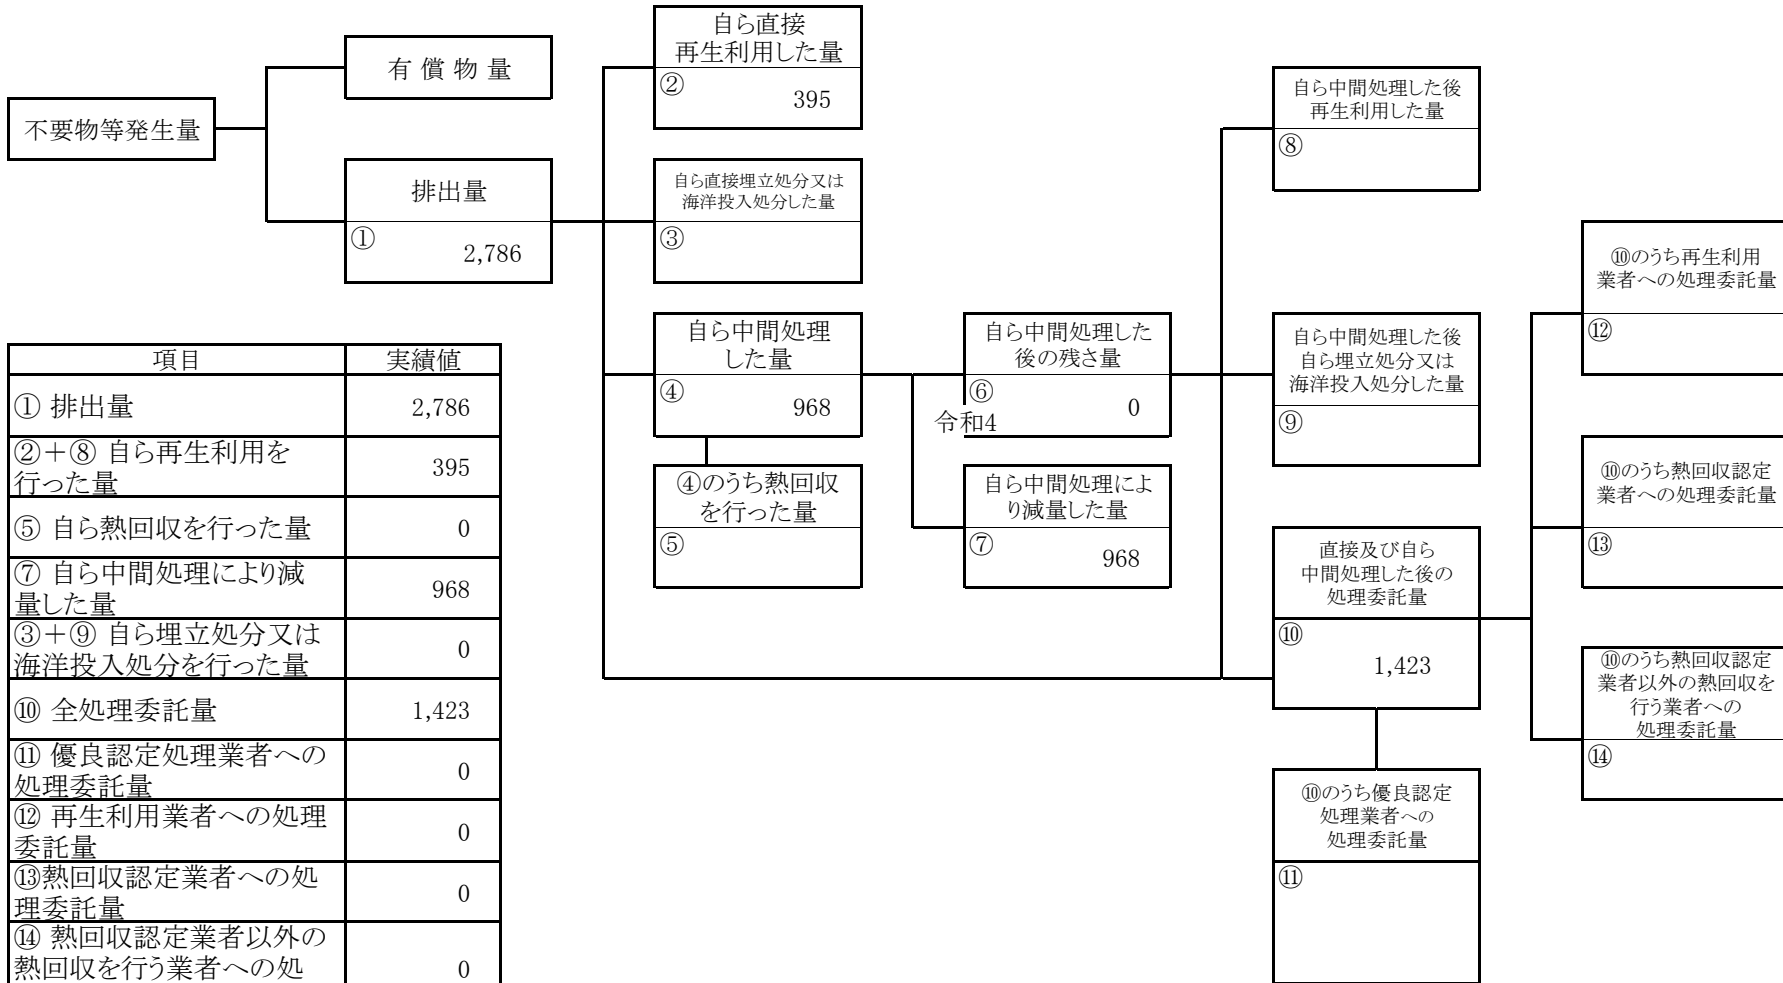 不要物等発生量
有 償 物 量
排出量
①
2,786
自ら直接
再生利用した量
②
395
自ら直接埋立処分又は
海洋投入処分した量
③
自ら中間処理
した量
④
968
④のうち熱回収
を行った量
⑤
自ら中間処理した
後の残さ量
⑥
0
令和4
自ら中間処理によ
り減量した量
⑦
968
自ら中間処理した後
再生利用した量
⑧
自ら中間処理した後
自ら埋立処分又は
海洋投入処分した量
⑨
直接及び自ら
中間処理した後の
処理委託量
⑩
1,423
⑩のうち優良認定
処理業者への
処理委託量
⑪
⑩のうち再生利用
業者への処理委託量
⑫
⑩のうち熱回収認定
業者への処理委託量
⑬
⑩のうち熱回収認定
業者以外の熱回収を
行う業者への
処理委託量
⑭
項目 実績値
① 排出量 2,786
②＋⑧ 自ら再生利用を
行った量 395
⑤ 自ら熱回収を行った量 0
⑦ 自ら中間処理により減
量した量 968
③＋⑨ 自ら埋立処分又は
海洋投入処分を行った量 0
⑩ 全処理委託量 1,423
⑪ 優良認定処理業者への
処理委託量 0
⑫ 再生利用業者への処理
委託量 0
⑬熱回収認定業者への処
理委託量 0
⑭ 熱回収認定業者以外の
熱回収を行う業者への処 0